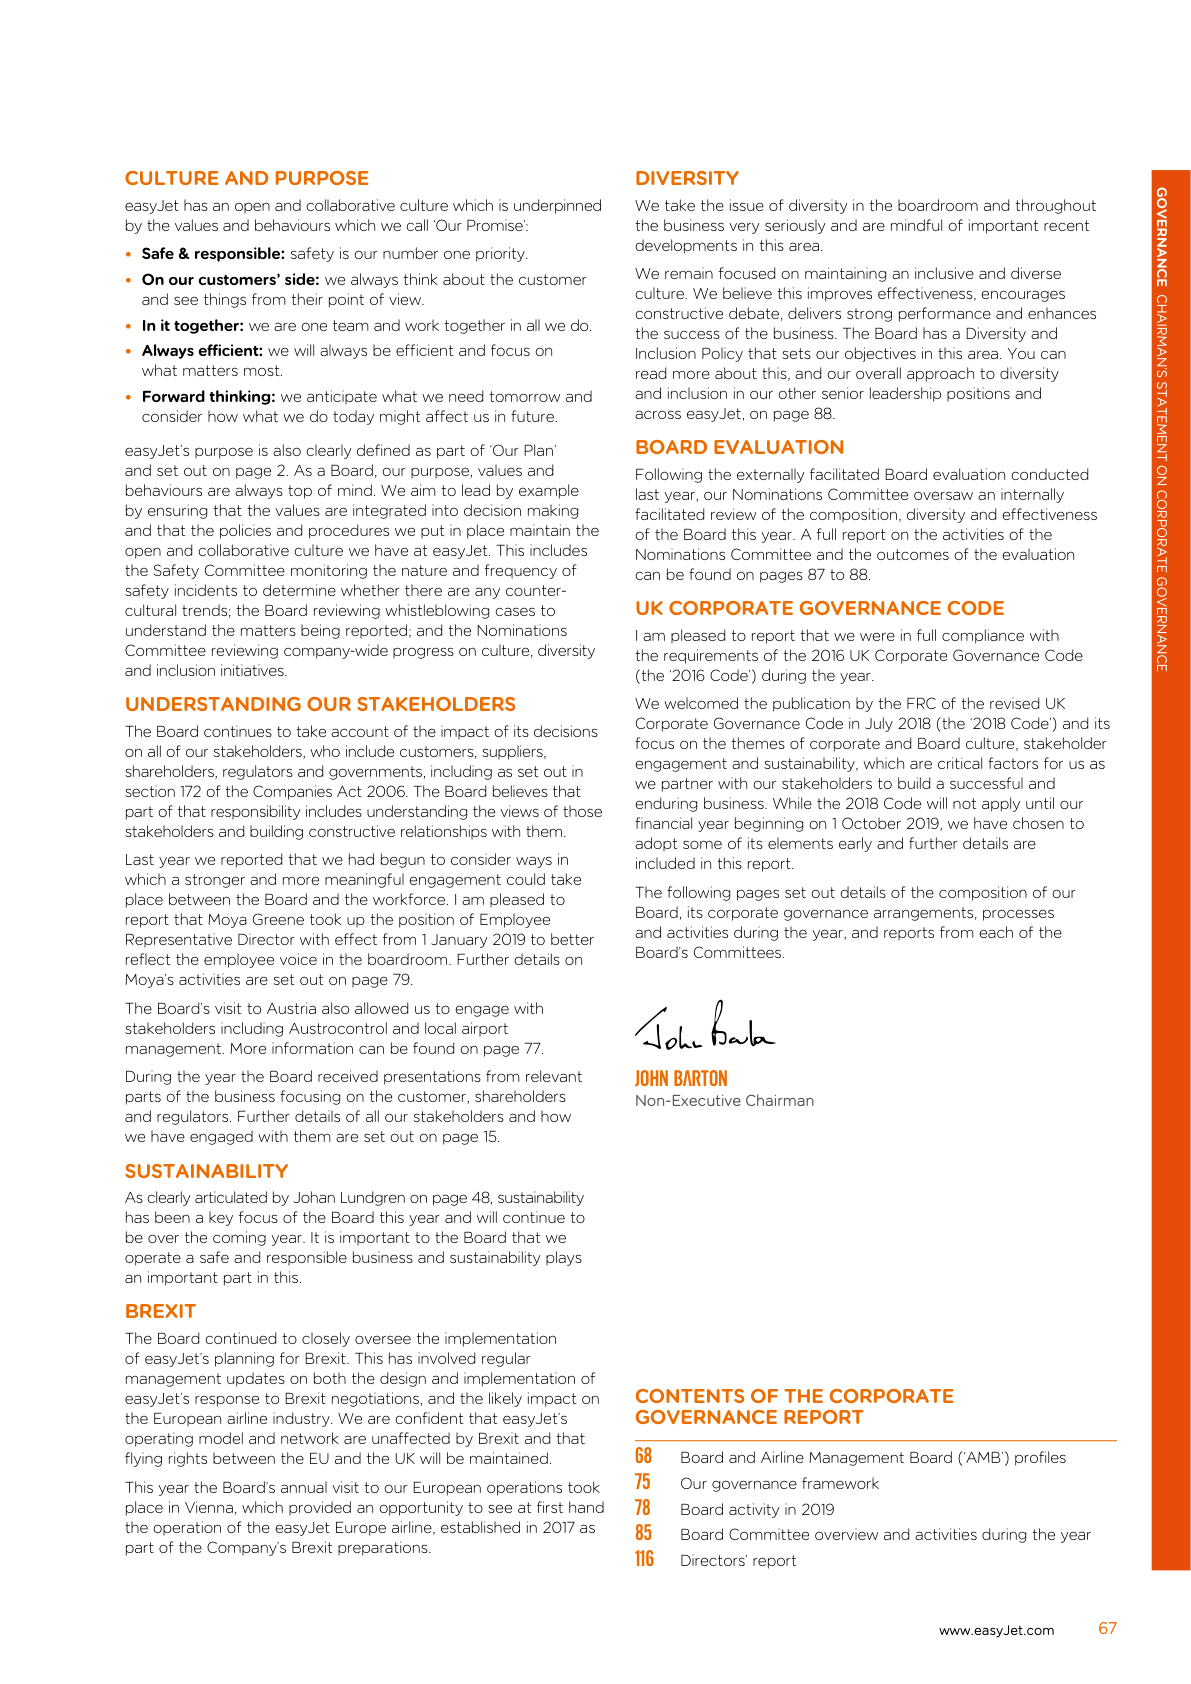 CULTURE AND PURPOSE
easyJet has an open and collaborative culture which is underpinned
by the values and behaviours which we call ‘Our Promise’:
• Safe & responsible: safety is our number one priority.
• On our customers’ side: we always think about the customer
and see things from their point of view.
• In it together: we are one team and work together in all we do.
• Always efficient: we will always be efficient and focus on
what matters most.
• Forward thinking: we anticipate what we need tomorrow and
consider how what we do today might affect us in future.
easyJet’s purpose is also clearly defined as part of ‘Our Plan’
and set out on page 2. As a Board, our purpose, values and
behaviours are always top of mind. We aim to lead by example
by ensuring that the values are integrated into decision making
and that the policies and procedures we put in place maintain the
open and collaborative culture we have at easyJet. This includes
the Safety Committee monitoring the nature and frequency of
safety incidents to determine whether there are any counter-
cultural trends; the Board reviewing whistleblowing cases to
understand the matters being reported; and the Nominations
Committee reviewing company-wide progress on culture, diversity
and inclusion initiatives.
UNDERSTANDING OUR STAKEHOLDERS
The Board continues to take account of the impact of its decisions
on all of our stakeholders, who include customers, suppliers,
shareholders, regulators and governments, including as set out in
section 172 of the Companies Act 2006. The Board believes that
part of that responsibility includes understanding the views of those
stakeholders and building constructive relationships with them.
Last year we reported that we had begun to consider ways in
which a stronger and more meaningful engagement could take
place between the Board and the workforce. I am pleased to
report that Moya Greene took up the position of Employee
Representative Director with effect from 1 January 2019 to better
reflect the employee voice in the boardroom. Further details on
Moya’s activities are set out on page 79.
The Board’s visit to Austria also allowed us to engage with
stakeholders including Austrocontrol and local airport
management. More information can be found on page 77.
During the year the Board received presentations from relevant
parts of the business focusing on the customer, shareholders
and regulators. Further details of all our stakeholders and how
we have engaged with them are set out on page 15.
SUSTAINABILITY
As clearly articulated by Johan Lundgren on page 48, sustainability
has been a key focus of the Board this year and will continue to
be over the coming year. It is important to the Board that we
operate a safe and responsible business and sustainability plays
an important part in this.
BREXIT
The Board continued to closely oversee the implementation
of easyJet’s planning for Brexit. This has involved regular
management updates on both the design and implementation of
easyJet’s response to Brexit negotiations, and the likely impact on
the European airline industry. We are confident that easyJet’s
operating model and network are unaffected by Brexit and that
flying rights between the EU and the UK will be maintained.
This year the Board’s annual visit to our European operations took
place in Vienna, which provided an opportunity to see at first hand
the operation of the easyJet Europe airline, established in 2017 as
part of the Company’s Brexit preparations.
DIVERSITY
We take the issue of diversity in the boardroom and throughout
the business very seriously and are mindful of important recent
developments in this area.
We remain focused on maintaining an inclusive and diverse
culture. We believe this improves effectiveness, encourages
constructive debate, delivers strong performance and enhances
the success of the business. The Board has a Diversity and
Inclusion Policy that sets our objectives in this area. You can
read more about this, and our overall approach to diversity
and inclusion in our other senior leadership positions and
across easyJet, on page 88.
BOARD EVALUATION
Following the externally facilitated Board evaluation conducted
last year, our Nominations Committee oversaw an internally
facilitated review of the composition, diversity and effectiveness
of the Board this year. A full report on the activities of the
Nominations Committee and the outcomes of the evaluation
can be found on pages 87 to 88.
UK CORPORATE GOVERNANCE CODE
I am pleased to report that we were in full compliance with
the requirements of the 2016 UK Corporate Governance Code
(the ‘2016 Code’) during the year.
We welcomed the publication by the FRC of the revised UK
Corporate Governance Code in July 2018 (the ‘2018 Code’) and its
focus on the themes of corporate and Board culture, stakeholder
engagement and sustainability, which are critical factors for us as
we partner with our stakeholders to build a successful and
enduring business. While the 2018 Code will not apply until our
financial year beginning on 1 October 2019, we have chosen to
adopt some of its elements early and further details are
included in this report.
The following pages set out details of the composition of our
Board, its corporate governance arrangements, processes
and activities during the year, and reports from each of the
Board’s Committees.
John Barton
JOHN BARTON
Non-Executive Chairman
CONTENTS OF THE CORPORATE
GOVERNANCE REPORT
68 Board and Airline Management Board (‘AMB’) profiles
75 Our governance framework
78 Board activity in 2019
85 Board Committee overview and activities during the year
116 Directors’ report
GOVERNANCE CHAIRMAN’S STATEMENT ON CORPORATE GOVERNANCE
www.easyJet.com 67